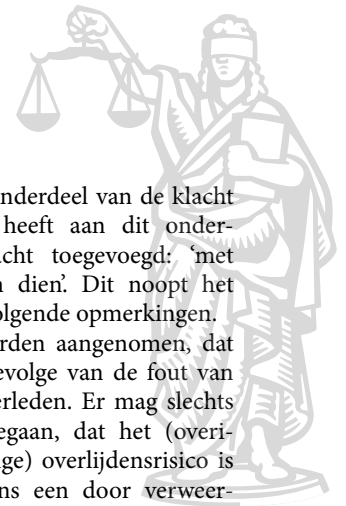 nderdeel van de klacht
heeft aan dit onder-
cht toegevoegd: ‘met
dien’. Dit noopt het
olgende opmerkingen.
rden aangenomen, dat
evolge van de fout van
erleden. Er mag slechts
egaan, dat het (overi-
ge) overlijdensrisico is
ns een door verweer-